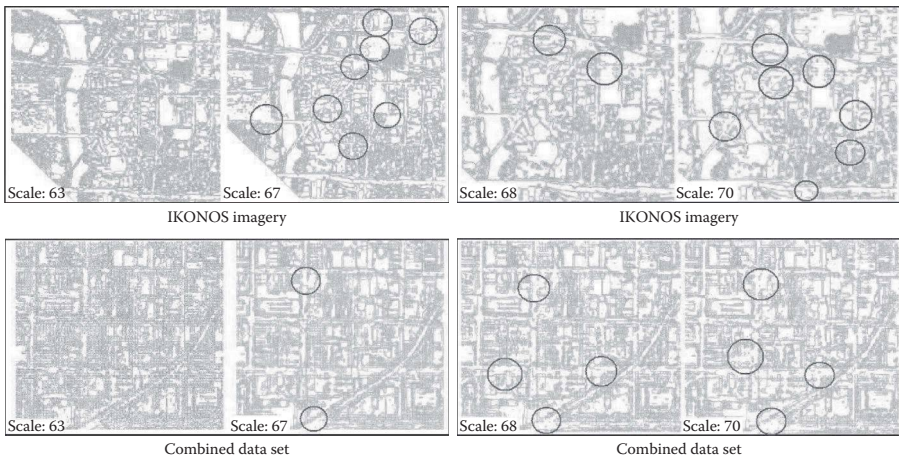 Scale: 63
Scale: 67
IKONOS imagery
Scale: 68
Scale: 70
IKONOS imagery
Scale: 63
Scale: 67
Combined data set
Scale: 68
Scale: 70
Combined data set